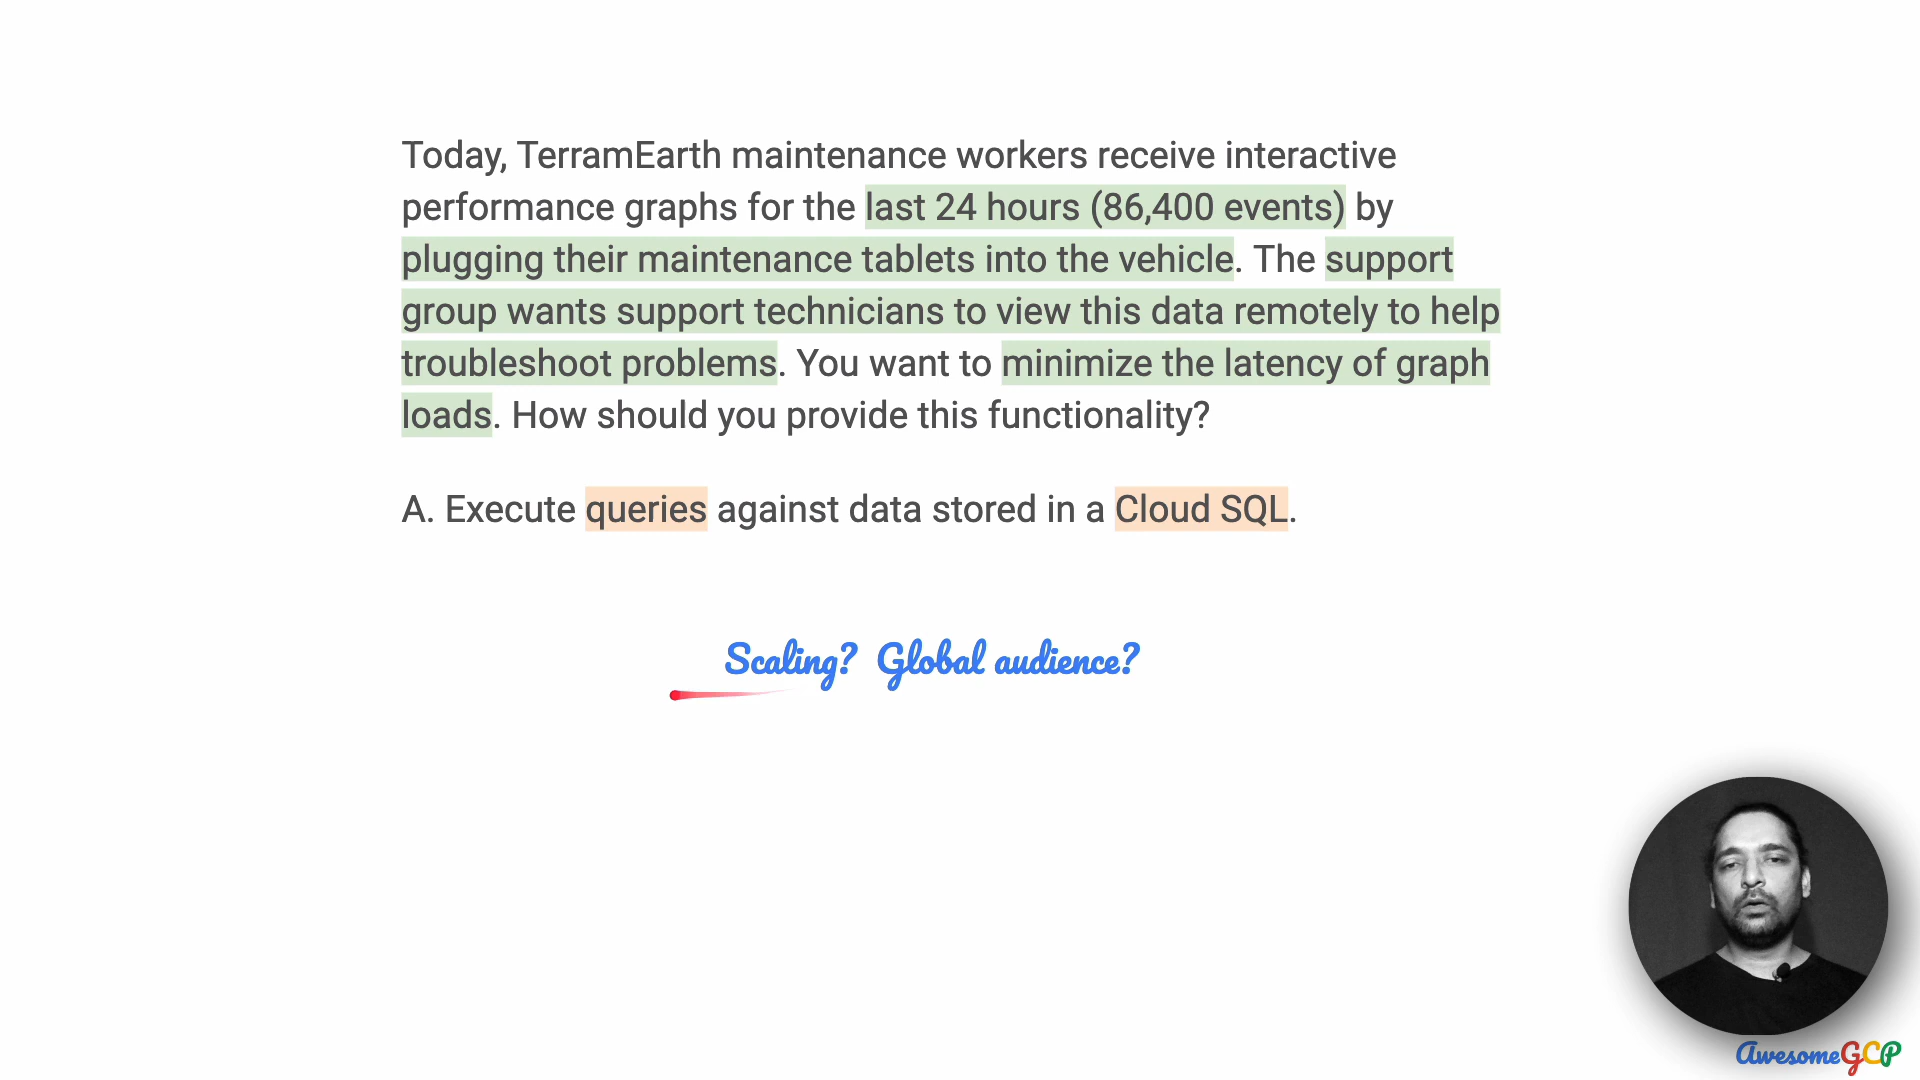 Today, TerramEarth maintenance workers receive interactive
performance graphs for the last 24 hours (86,400 events) by
plugging their maintenance tablets into the vehicle. The support
group wants support technicians to view this data remotely to help
troubleshoot problems. You want to minimize the latency of graph
loads. How should you provide this functionality?
A. Execute queries against data stored in a Cloud SQL.
Scaling? Global audience?
AwesomeGCP